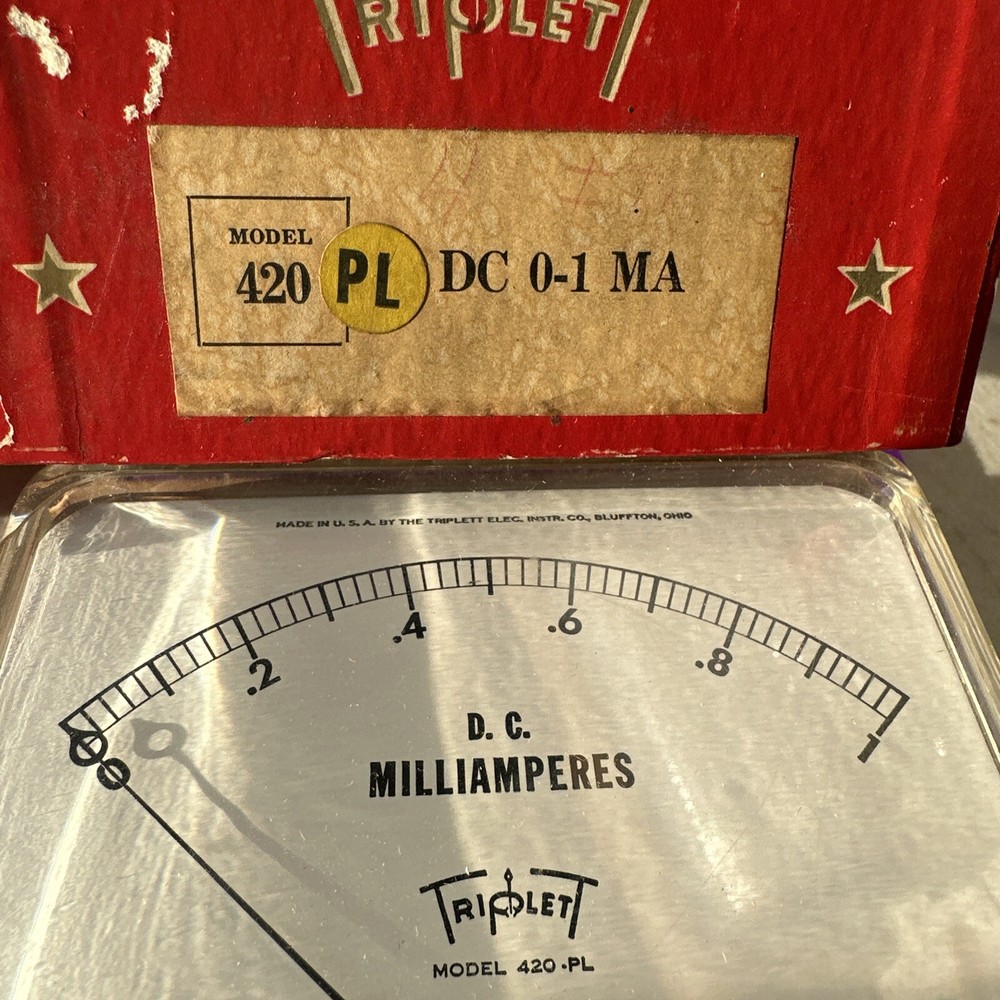 TRIPLETT
MODEL
420 PL DC 0-1 MA
MADE IN U. S. A. BY THE TRIPLETT ELEC. INSTR. CO., BLUFFTON, OHIO
0 .2 .4 .6 .8 1
D. C.
MILLIAMPERES
TRIPLETT
MODEL 420-PL